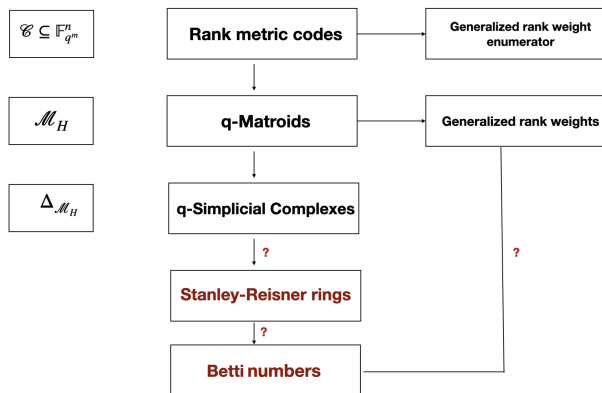 𝒞 ⊆ 𝔽ⁿ_{q^m}
Rank metric codes
Generalized rank weight
enumerator
ℳ_H
q-Matroids
Generalized rank weights
Δ_{ℳ_H}
q-Simplicial Complexes
?
?
Stanley-Reisner rings
?
Betti numbers